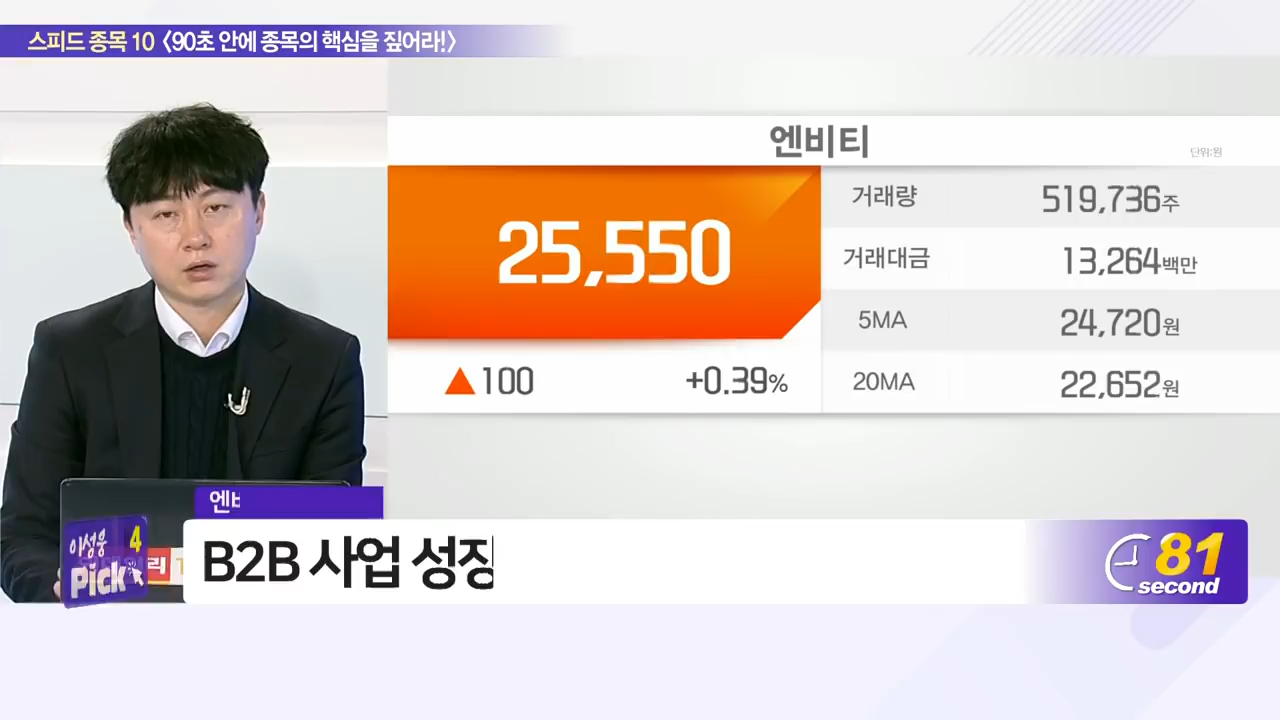 스피드 종목 10 <90초 안에 종목의 핵심을 짚어라!>
엔비티
단위:원
25,550
▲100 +0.39%
거래량 519,736주
거래대금 13,264백만
5MA 24,720원
20MA 22,652원
이성웅 4
Pick
B2B 사업 성장
81
second